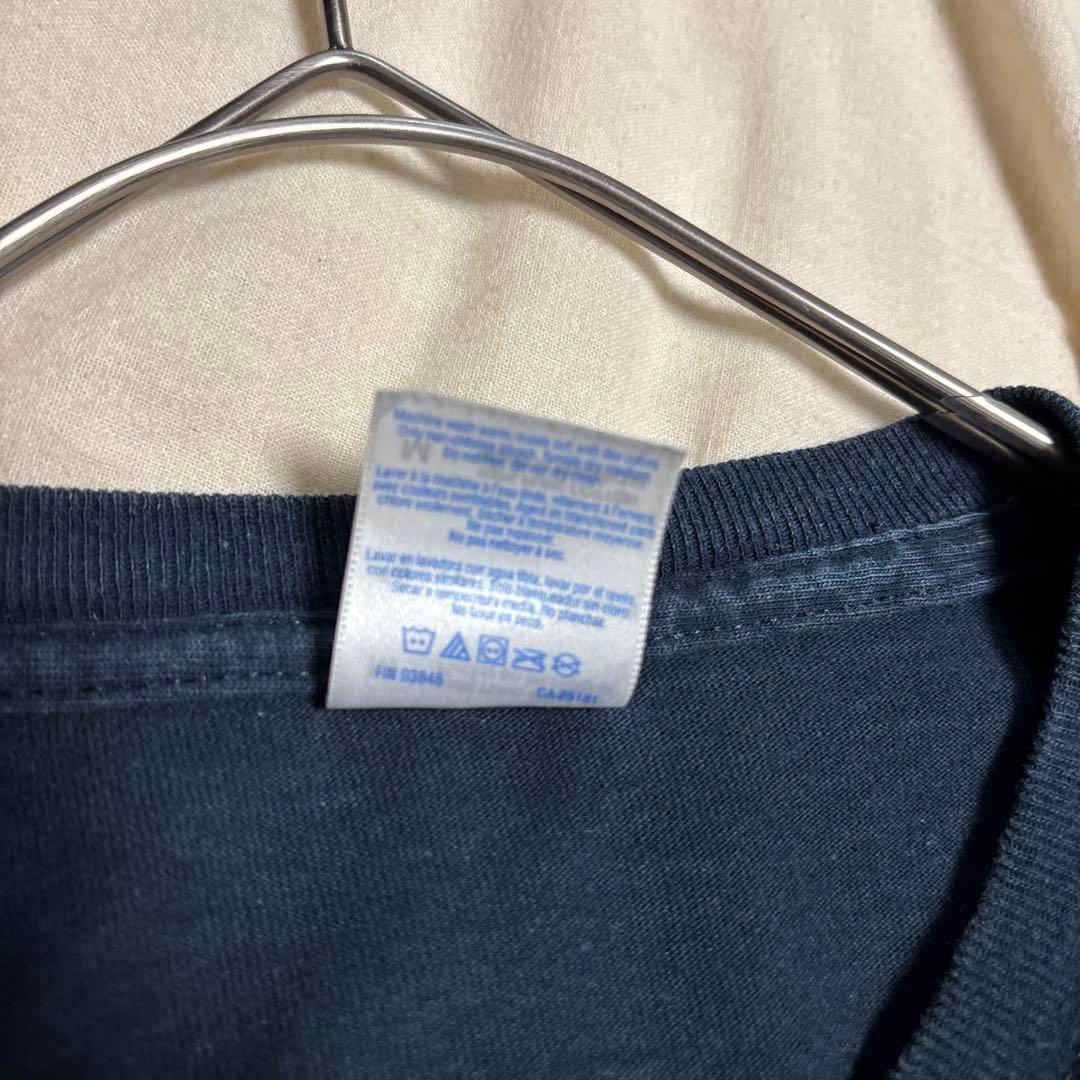 Machine wash warm, inside out with like colors.
Only non-chlorine bleach. Tumble dry medium.
Do not iron. Do not dry clean.
M
Laver à la machine à l'eau tiède, vêtement à l'envers,
avec couleurs semblables. Agent de blanchiment sans
chlore seulement. Sécher à température moyenne.
Ne pas repasser.
Ne pas nettoyer à sec.
Lavar en lavadora con agua tibia, lavar por el revés,
con colores similares. Solo blanqueador sin cloro.
Secar a temperatura media. No planchar.
No lavar en seco.
FIN 93845
CA-25181